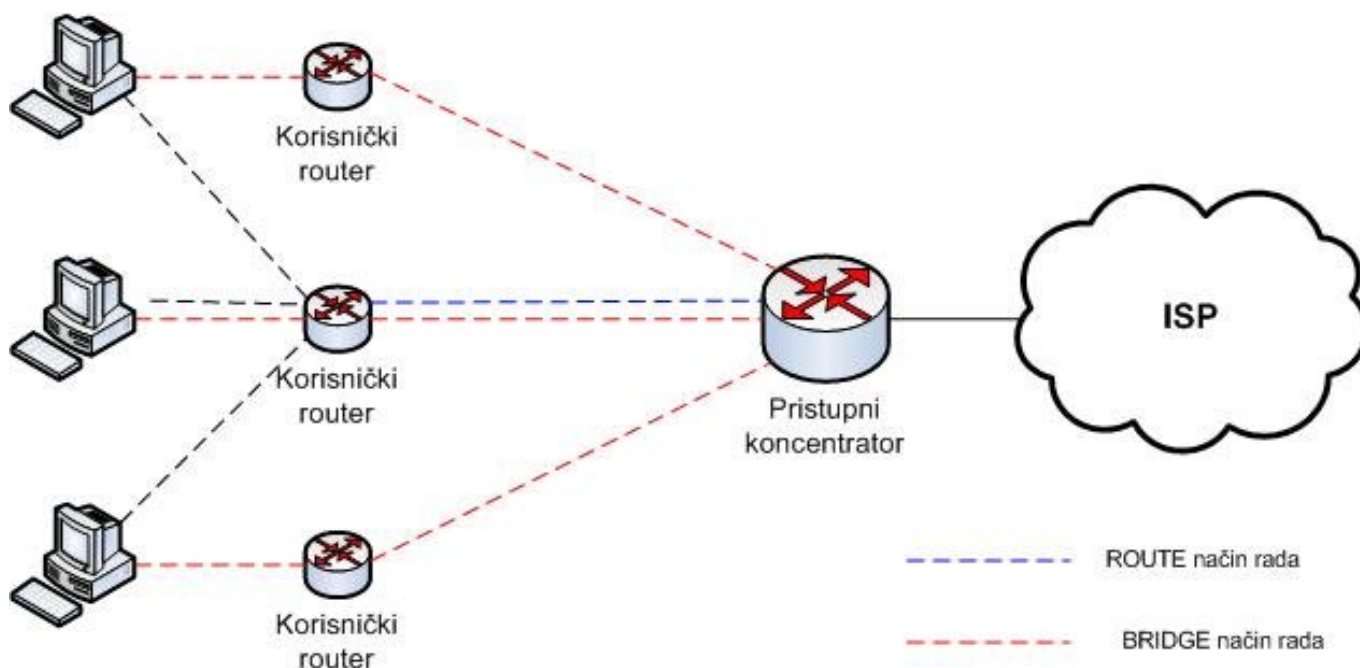 Korisnički
router
Korisnički
router
Pristupni
koncentrator
ISP
Korisnički
router
ROUTE način rada
BRIDGE način rada